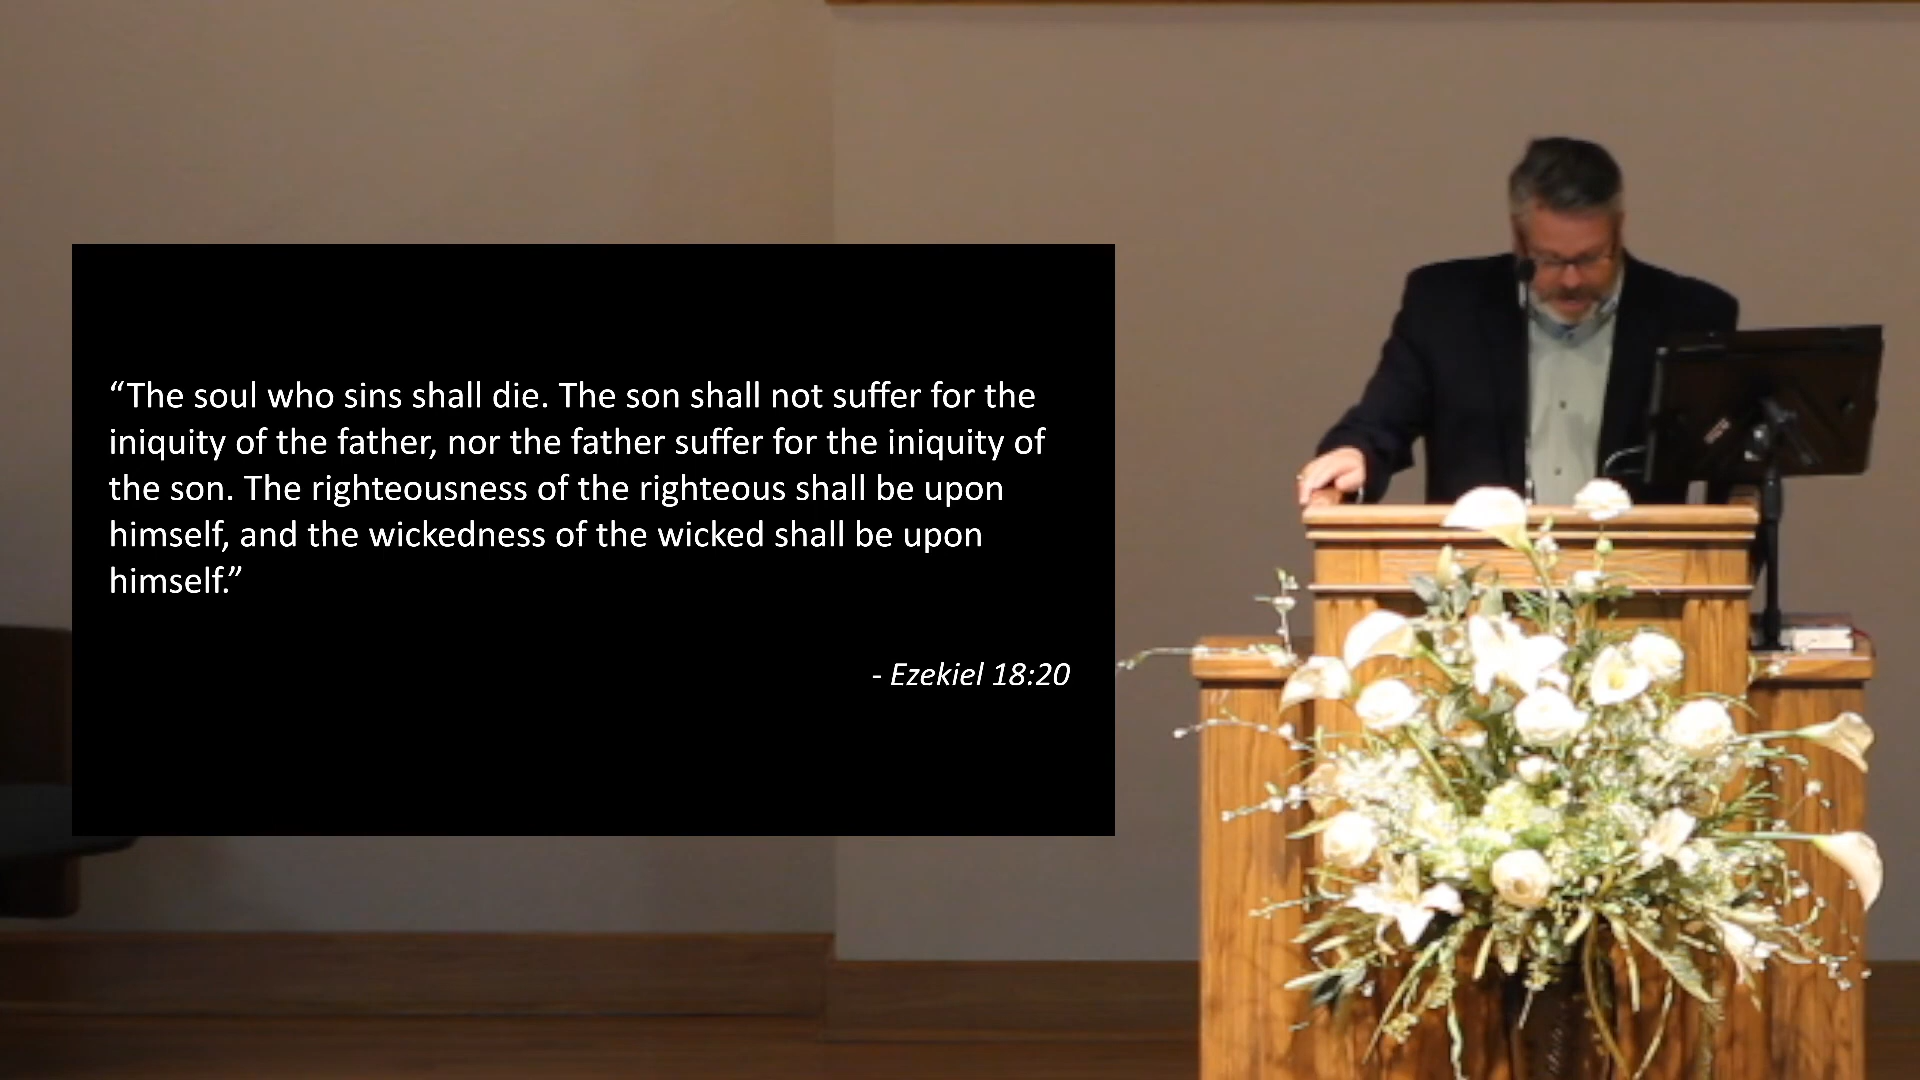 “The soul who sins shall die. The son shall not suffer for the
iniquity of the father, nor the father suffer for the iniquity of
the son. The righteousness of the righteous shall be upon
himself, and the wickedness of the wicked shall be upon
himself.”
- Ezekiel 18:20